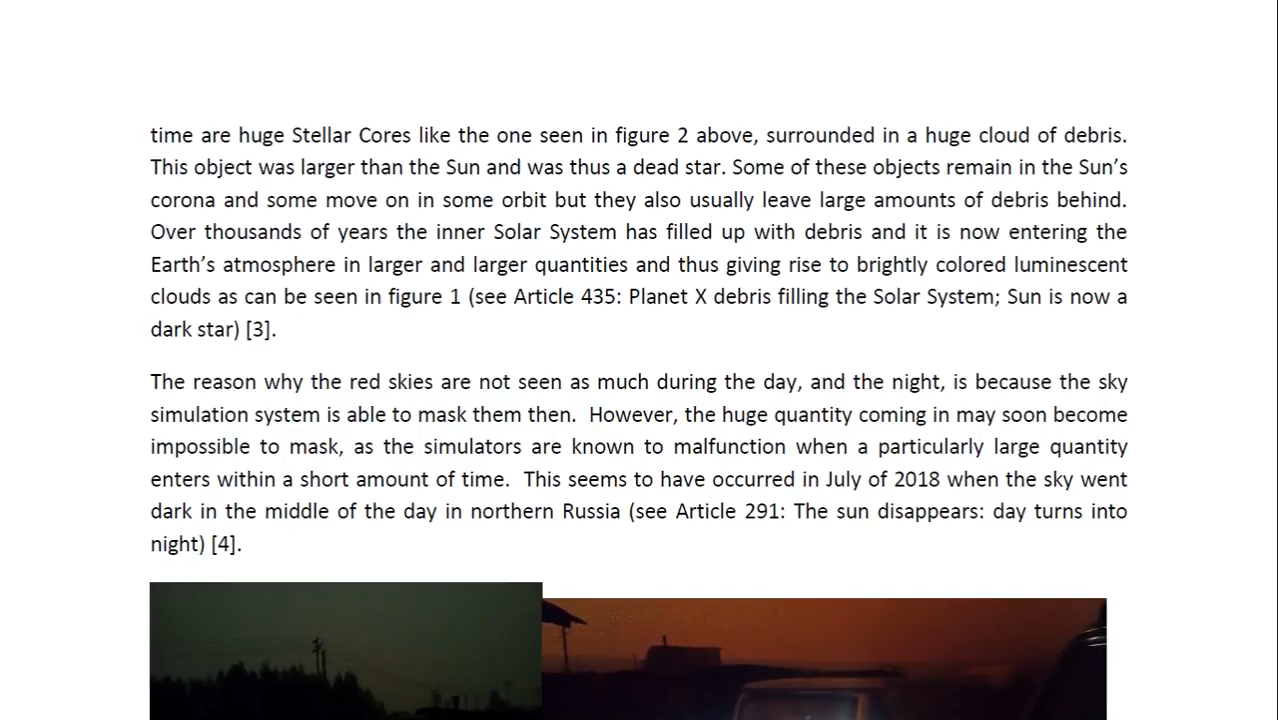 time are huge Stellar Cores like the one seen in figure 2 above, surrounded in a huge cloud of debris.
This object was larger than the Sun and was thus a dead star. Some of these objects remain in the Sun’s
corona and some move on in some orbit but they also usually leave large amounts of debris behind.
Over thousands of years the inner Solar System has filled up with debris and it is now entering the
Earth’s atmosphere in larger and larger quantities and thus giving rise to brightly colored luminescent
clouds as can be seen in figure 1 (see Article 435: Planet X debris filling the Solar System; Sun is now a
dark star) [3].
The reason why the red skies are not seen as much during the day, and the night, is because the sky
simulation system is able to mask them then.  However, the huge quantity coming in may soon become
impossible to mask, as the simulators are known to malfunction when a particularly large quantity
enters within a short amount of time.  This seems to have occurred in July of 2018 when the sky went
dark in the middle of the day in northern Russia (see Article 291: The sun disappears: day turns into
night) [4].